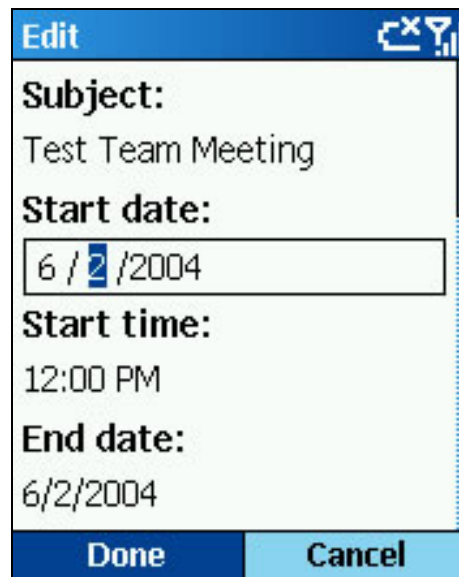 Edit
Subject:
Test Team Meeting
Start date:
6 / 2 /2004
Start time:
12:00 PM
End date:
6/2/2004
Done Cancel